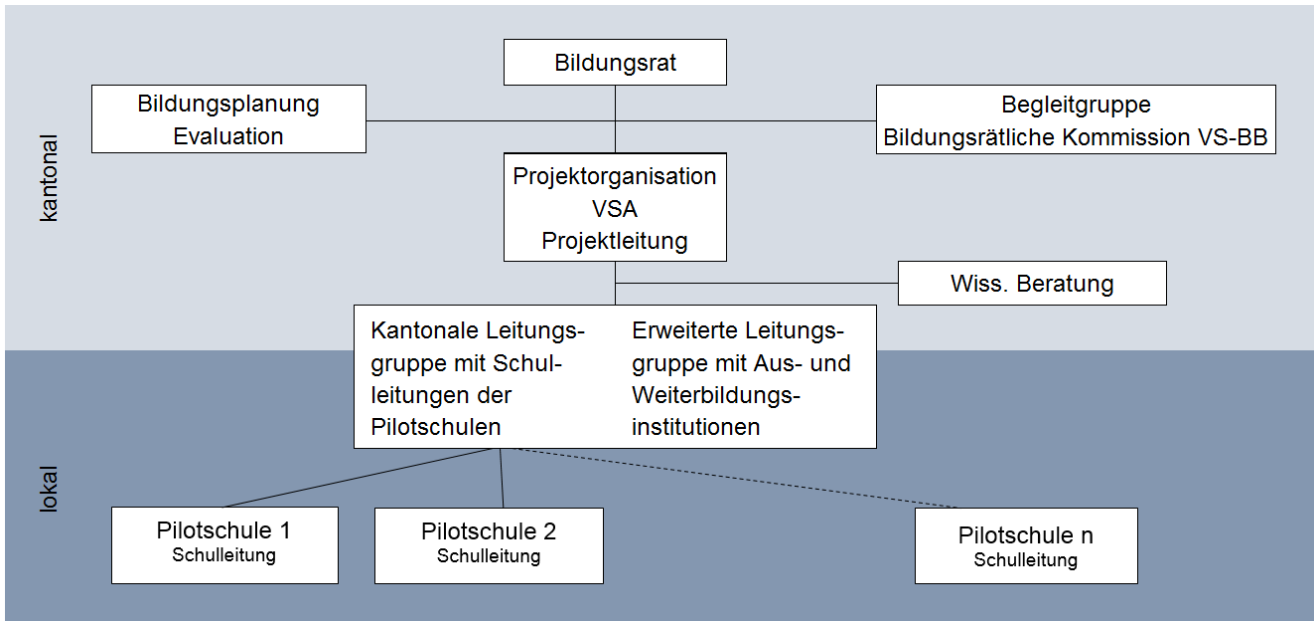 Bildungsrat
Bildungsplanung
Evaluation
Begleitgruppe
Bildungsrätliche Kommission VS-BB
kantonal
Projektorganisation
VSA
Projektleitung
Wiss. Beratung
Kantonale Leitungs-
gruppe mit Schul-
leitungen der
Pilotschulen
Erweiterte Leitungs-
gruppe mit Aus- und
Weiterbildungs-
institutionen
lokal
Pilotschule 1
Schulleitung
Pilotschule 2
Schulleitung
Pilotschule n
Schulleitung